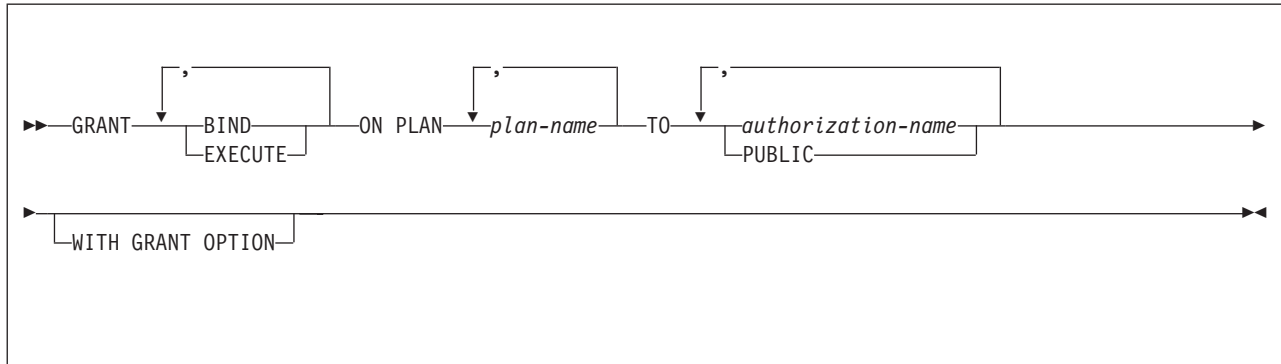 , , ,
GRANT BIND ON PLAN plan-name TO authorization-name
EXECUTE PUBLIC
WITH GRANT OPTION